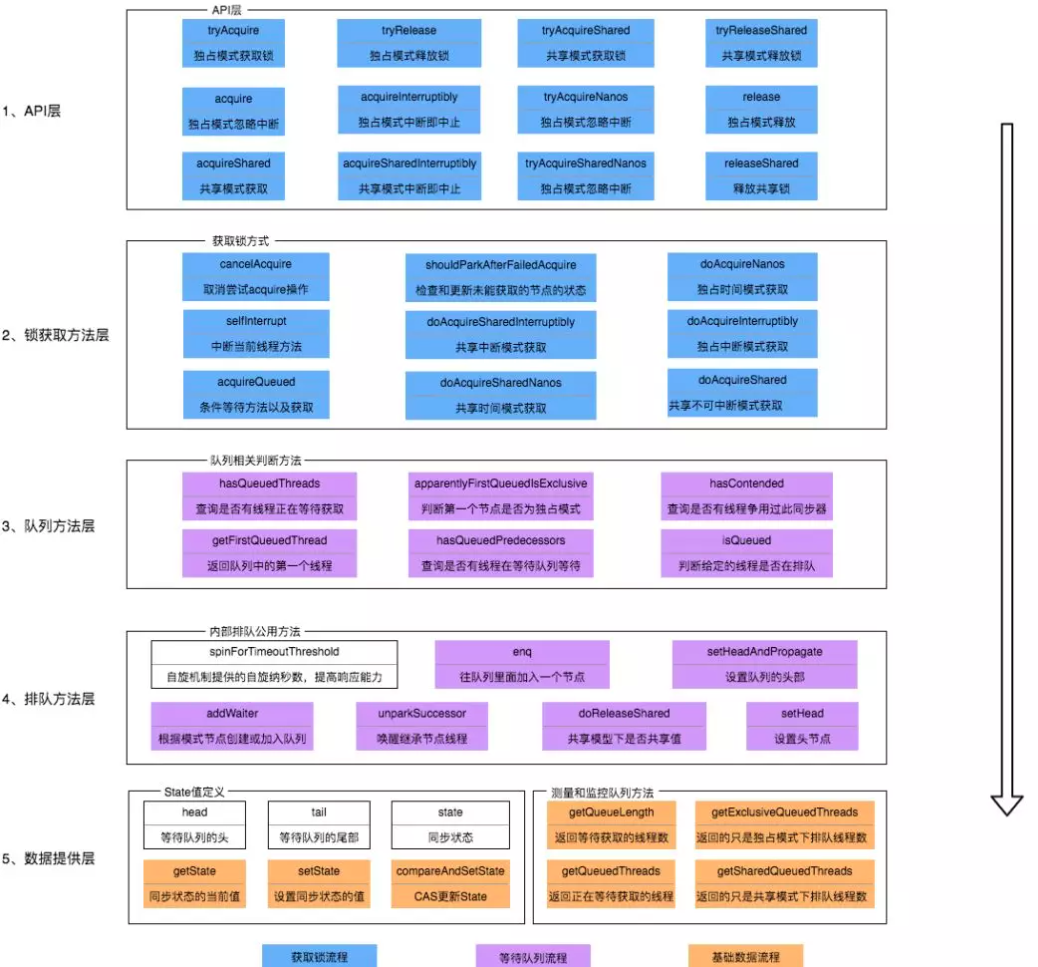 API层
tryAcquire
独占模式获取锁
tryRelease
独占模式释放锁
tryAcquireShared
共享模式获取锁
tryReleaseShared
共享模式释放锁
1、API层
acquire
独占模式忽略中断
acquireInterruptibly
独占模式中断即中止
tryAcquireNanos
独占模式忽略中断
release
独占模式释放
acquireShared
共享模式获取
acquireSharedInterruptibly
共享模式中断即中止
tryAcquireSharedNanos
独占模式忽略中断
releaseShared
释放共享锁
获取锁方式
cancelAcquire
取消尝试acquire操作
shouldParkAfterFailedAcquire
检查和更新未能获取的节点的状态
doAcquireNanos
独占时间模式获取
2、锁获取方法层
selfInterrupt
中断当前线程方法
doAcquireSharedInterruptibly
共享中断模式获取
doAcquireInterruptibly
独占中断模式获取
acquireQueued
条件等待方法以及获取
doAcquireSharedNanos
共享时间模式获取
doAcquireShared
共享不可中断模式获取
队列相关判断方法
hasQueuedThreads
查询是否有线程正在等待获取
apparentlyFirstQueuedIsExclusive
判断第一个节点是否为独占模式
hasContended
查询是否有线程争用过此同步器
3、队列方法层
getFirstQueuedThread
返回队列中的第一个线程
hasQueuedPredecessors
查询是否有线程在等待队列等待
isQueued
判断给定的线程是否在排队
内部排队公用方法
spinForTimeoutThreshold
自旋机制提供的自旋纳秒数，提高响应能力
enq
往队列里面加入一个节点
setHeadAndPropagate
设置队列的头部
4、排队方法层
addWaiter
根据模式节点创建或加入队列
unparkSuccessor
唤醒继承节点线程
doReleaseShared
共享模型下是否共享值
setHead
设置头节点
State值定义
head
等待队列的头
tail
等待队列的尾部
state
同步状态
测量和监控队列方法
getQueueLength
返回等待获取的线程数
getExclusiveQueuedThreads
返回的只是独占模式下排队线程数
5、数据提供层
getState
同步状态的当前值
setState
设置同步状态的值
compareAndSetState
CAS更新State
getQueuedThreads
返回正在等待获取的线程
getSharedQueuedThreads
返回的只是共享模式下排队线程数
获取锁流程
等待队列流程
基础数据流程